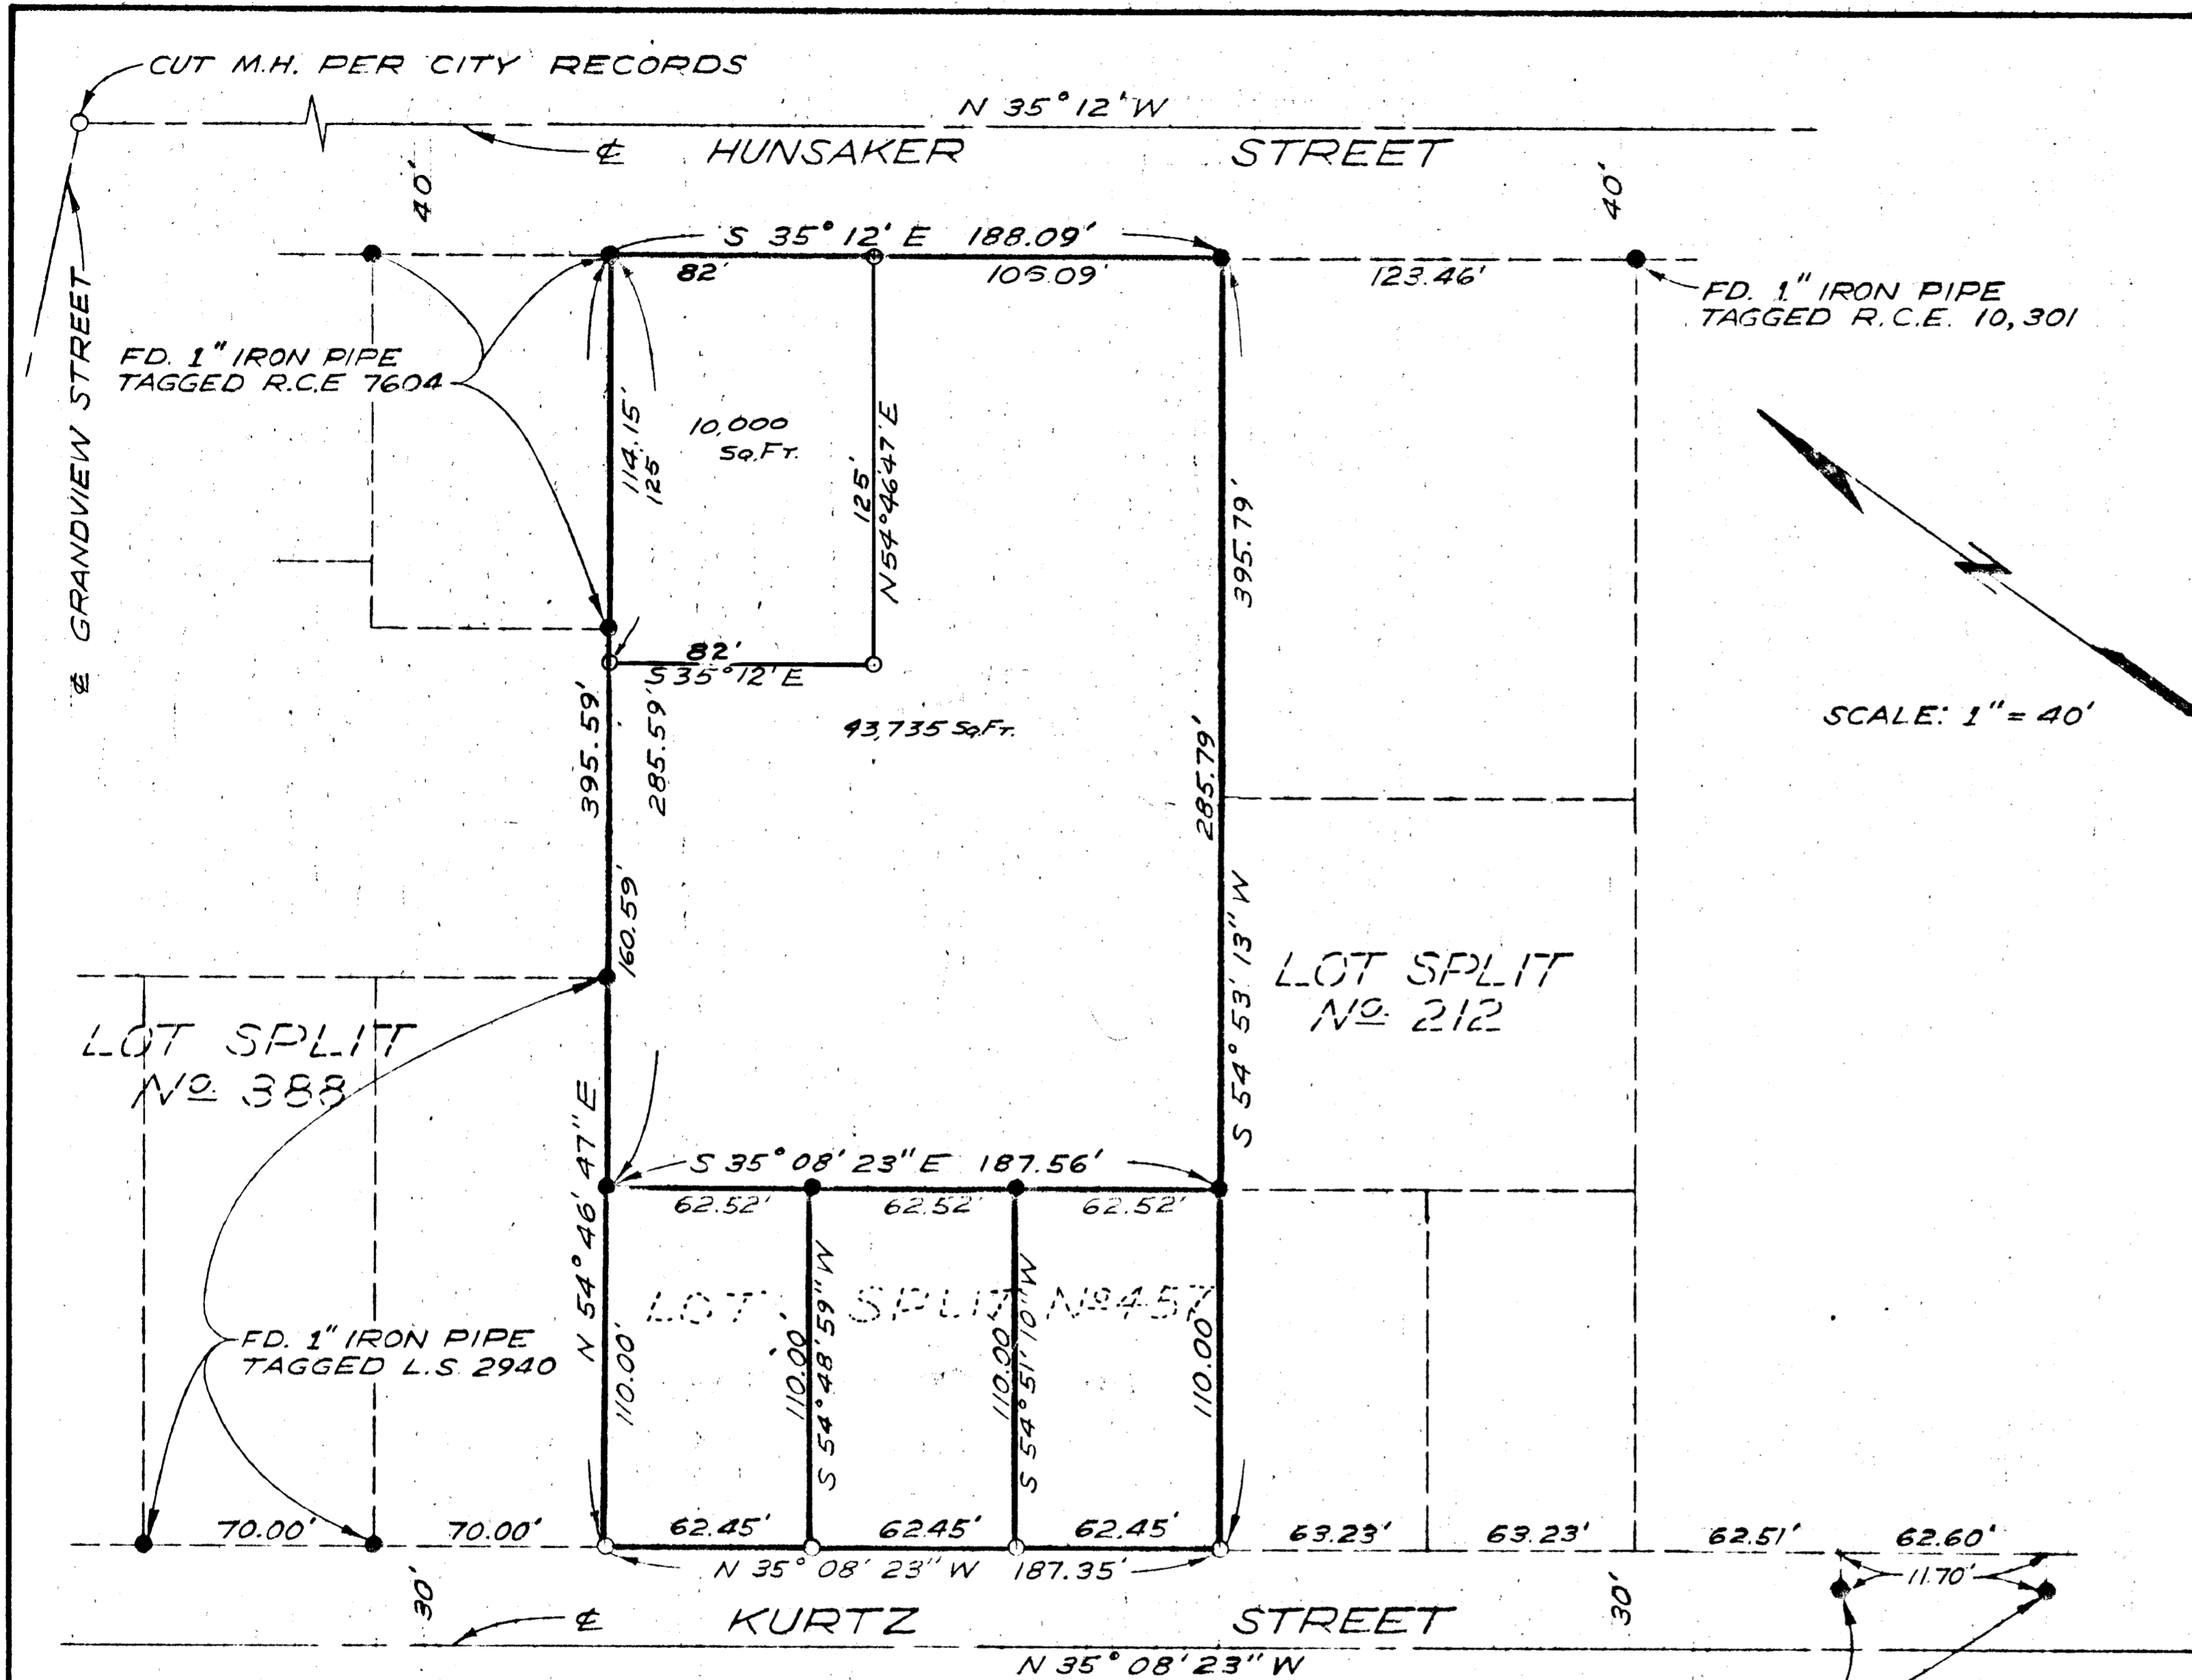 CUT M.H. PER CITY RECORDS
N 35° 12' W
℄ HUNSAKER STREET
40'
40'
S 35° 12' E 188.09'
82'
106.09'
123.46'
FD. 1" IRON PIPE
TAGGED R.C.E. 10,301
FD. 1" IRON PIPE
TAGGED R.C.E 7604
℄ GRANDVIEW STREET
114.15'
125
10,000
SQ.FT.
125'
N 54° 46' 47" E
395.79'
82'
S 35° 12' E
N
SCALE: 1" = 40'
43,735 SQ.FT.
395.59'
285.59'
285.79'
160.59'
S 54° 53' 13" W
LOT SPLIT
Nº 212
LOT SPLIT
Nº 388
N 54° 46' 47" E
S 35° 08' 23" E 187.56'
62.52'
62.52'
62.52'
LOT SPLIT Nº 457
110.00'
110.00'
S 54° 48' 59" W
110.00'
S 54° 51' 10" W
110.00'
FD. 1" IRON PIPE
TAGGED L.S. 2940
70.00'
70.00'
62.45'
62.45'
62.45'
63.23'
63.23'
62.51'
62.60'
N 35° 08' 23" W 187.35'
11.70'
30'
30'
℄ KURTZ STREET
N 35° 08' 23" W